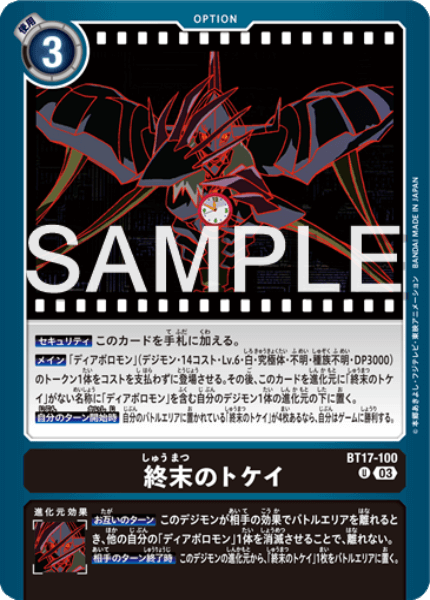 OPTION
使用
3
SAMPLE
©本郷あきよし・フジテレビ・東映アニメーション BANDAI MADE IN JAPAN
セキュリティ このカードを手札に加える。
メイン 「ディアボロモン」(デジモン・14コスト・Lv.6・白・究極体・不明・種族不明・DP3000)
のトークン1体をコストを支払わずに登場させる。その後、このカードを進化元に「終末のト
ケイ」がない名称に「ディアボロモン」を含む自分のデジモン1体の進化元の下に置く。
自分のターン開始時 自分のバトルエリアに置かれている「終末のトケイ」が4枚あるなら、自分はゲームに勝利する。
BT17-100
しゅうまつ
終末のトケイ
U 03
進化元効果
お互いのターン このデジモンが相手の効果でバトルエリアを離れると
き、他の自分の「ディアボロモン」1体を消滅させることで、離れない。
相手のターン終了時 このデジモンの進化元から、「終末のトケイ」1枚をバトルエリアに置く。